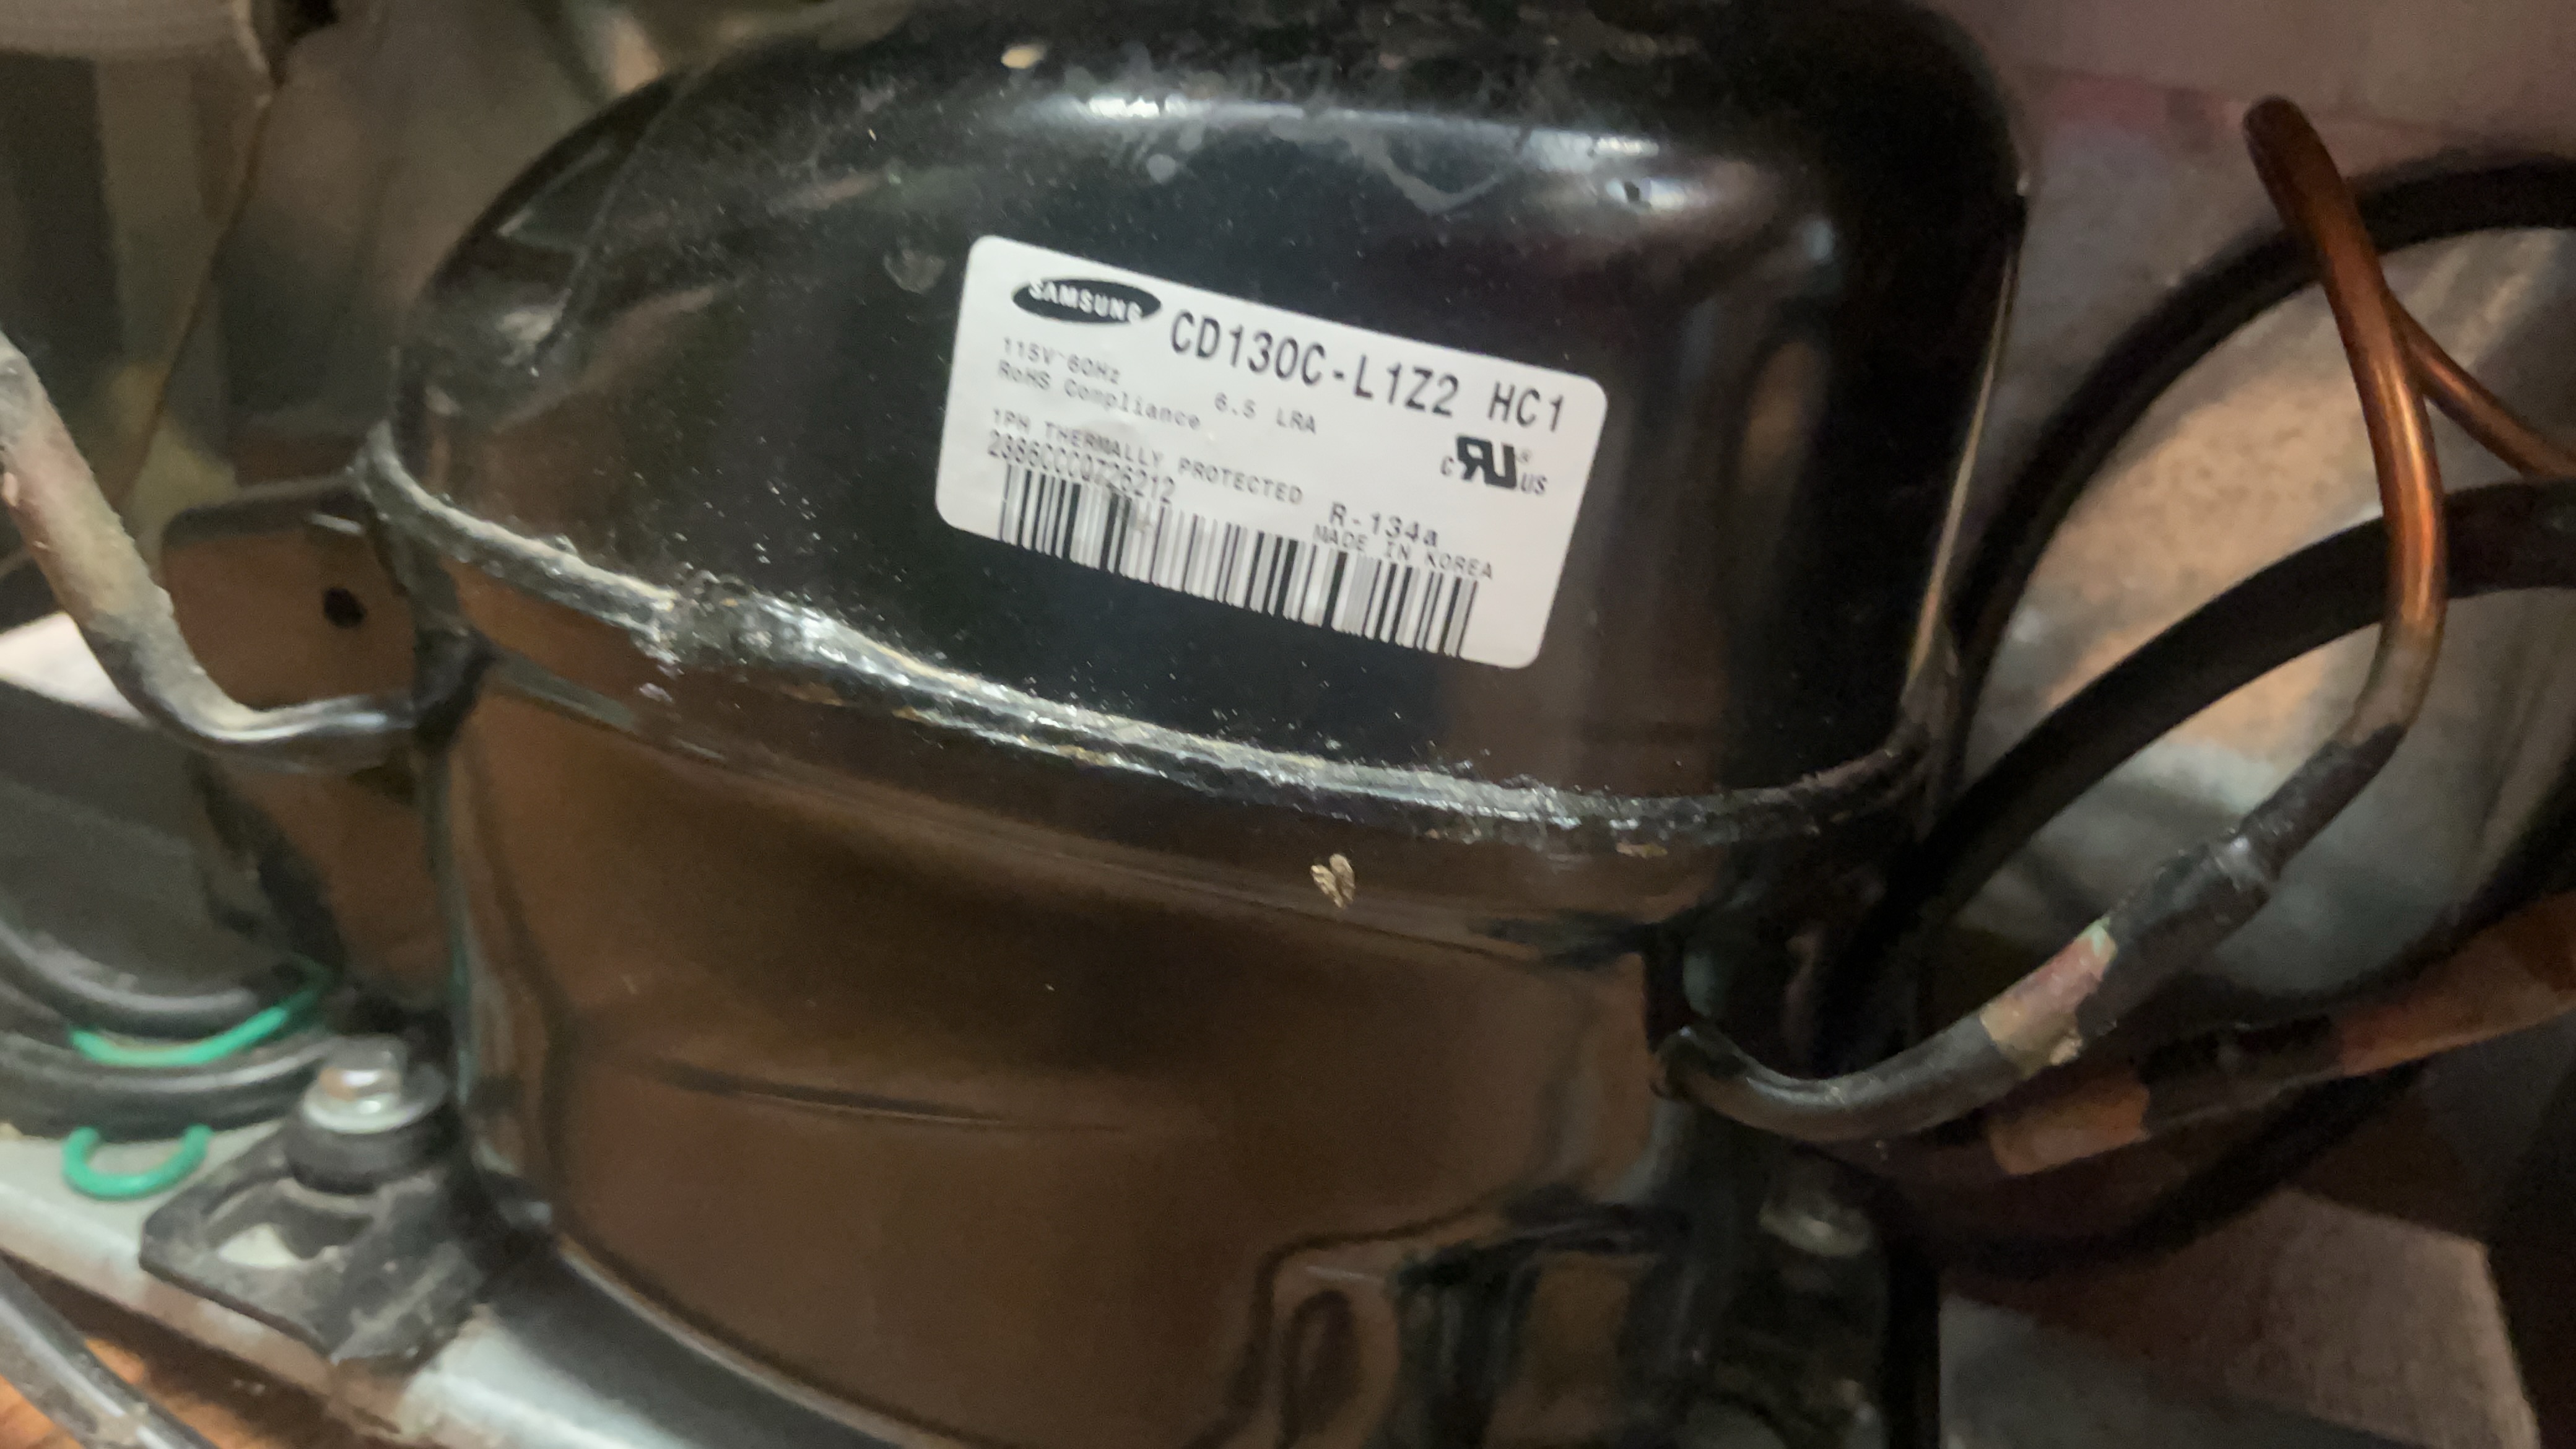 SAMSUNG CD130C-L1Z2 HC1
115V~60Hz 6.5 LRA
RoHS Compliance
c RU ® US
1PH THERMALLY PROTECTED R-134a
2386CCCQ726212 MADE IN KOREA